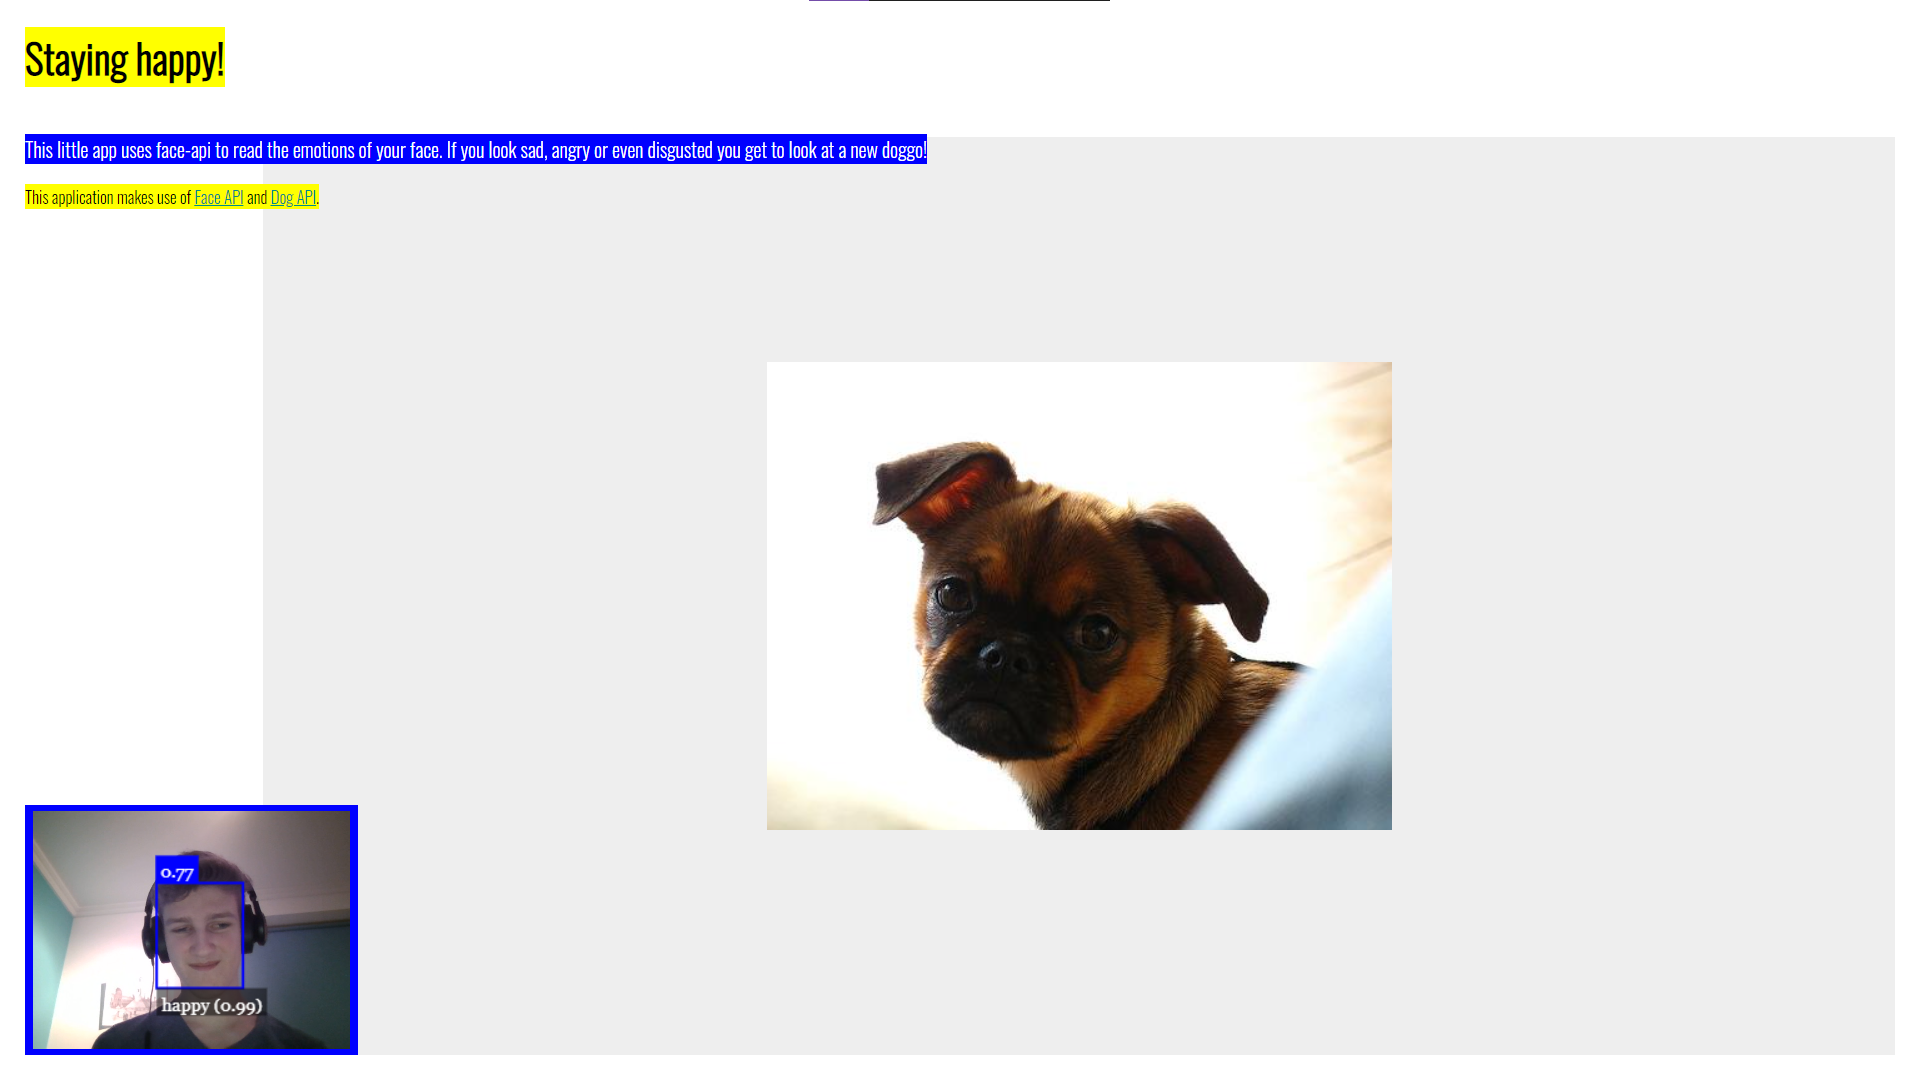 Staying happy!
This little app uses face-api to read the emotions of your face. If you look sad, angry or even disgusted you get to look at a new doggo!
This application makes use of Face API and Dog API.
0.77
happy (0.99)